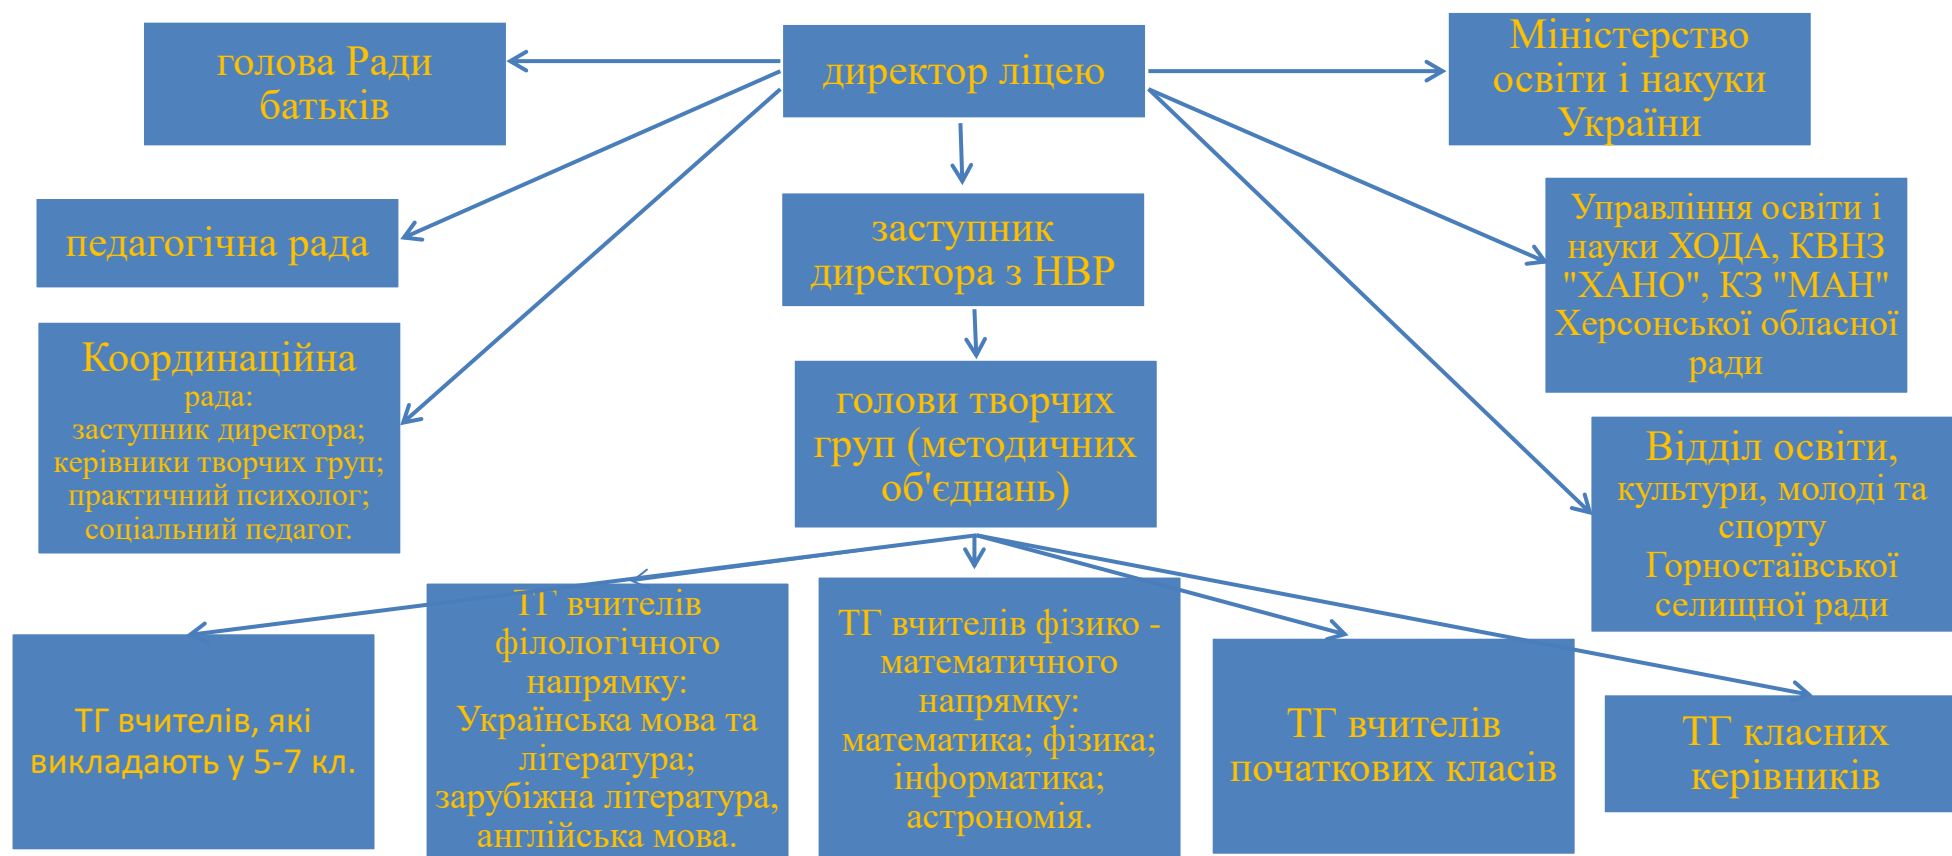 голова Ради
батьків
директор ліцею
Міністерство
освіти і накуки
України
педагогічна рада
заступник
директора з НВР
Управління освіти і
науки ХОДА, КВНЗ
"ХАНО", КЗ "МАН"
Херсонської обласної
ради
Координаційна
рада:
заступник директора;
керівники творчих груп;
практичний психолог;
соціальний педагог.
голови творчих
груп (методичних
об'єднань)
Відділ освіти,
культури, молоді та
спорту
Горностаївської
селищної ради
ТГ вчителів, які
викладають у 5-7 кл.
ТГ вчителів
філологічного
напрямку:
Українська мова та
література;
зарубіжна література,
англійська мова.
ТГ вчителів фізико -
математичного
напрямку:
математика; фізика;
інформатика;
астрономія.
ТГ вчителів
початкових класів
ТГ класних
керівників